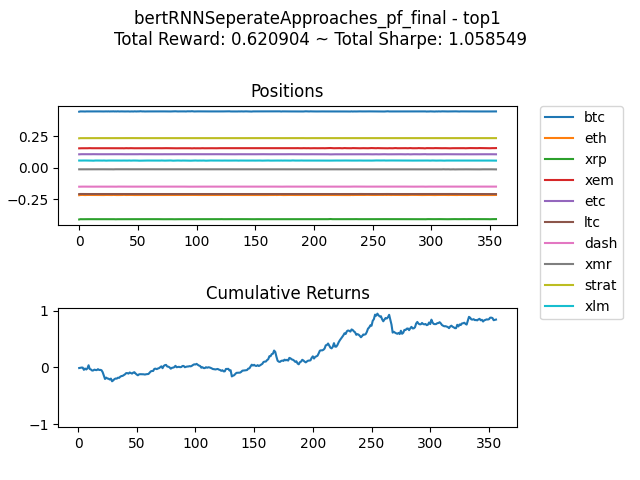 bertRNNSeperateApproaches_pf_final - top1
Total Reward: 0.620904 ~ Total Sharpe: 1.058549
Positions
0.25
0.00
−0.25
0 50 100 150 200 250 300 350
btc
eth
xrp
xem
etc
ltc
dash
xmr
strat
xlm
Cumulative Returns
1
0
−1
0 50 100 150 200 250 300 350